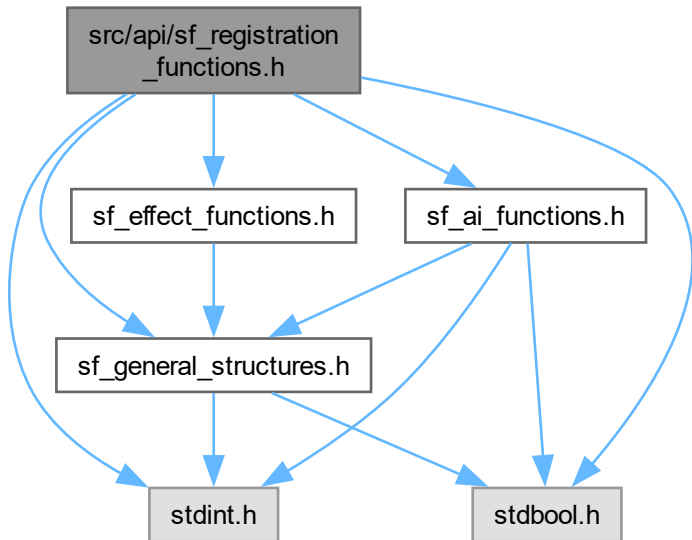 src/api/sf_registration
_functions.h
sf_effect_functions.h
sf_ai_functions.h
sf_general_structures.h
stdint.h
stdbool.h